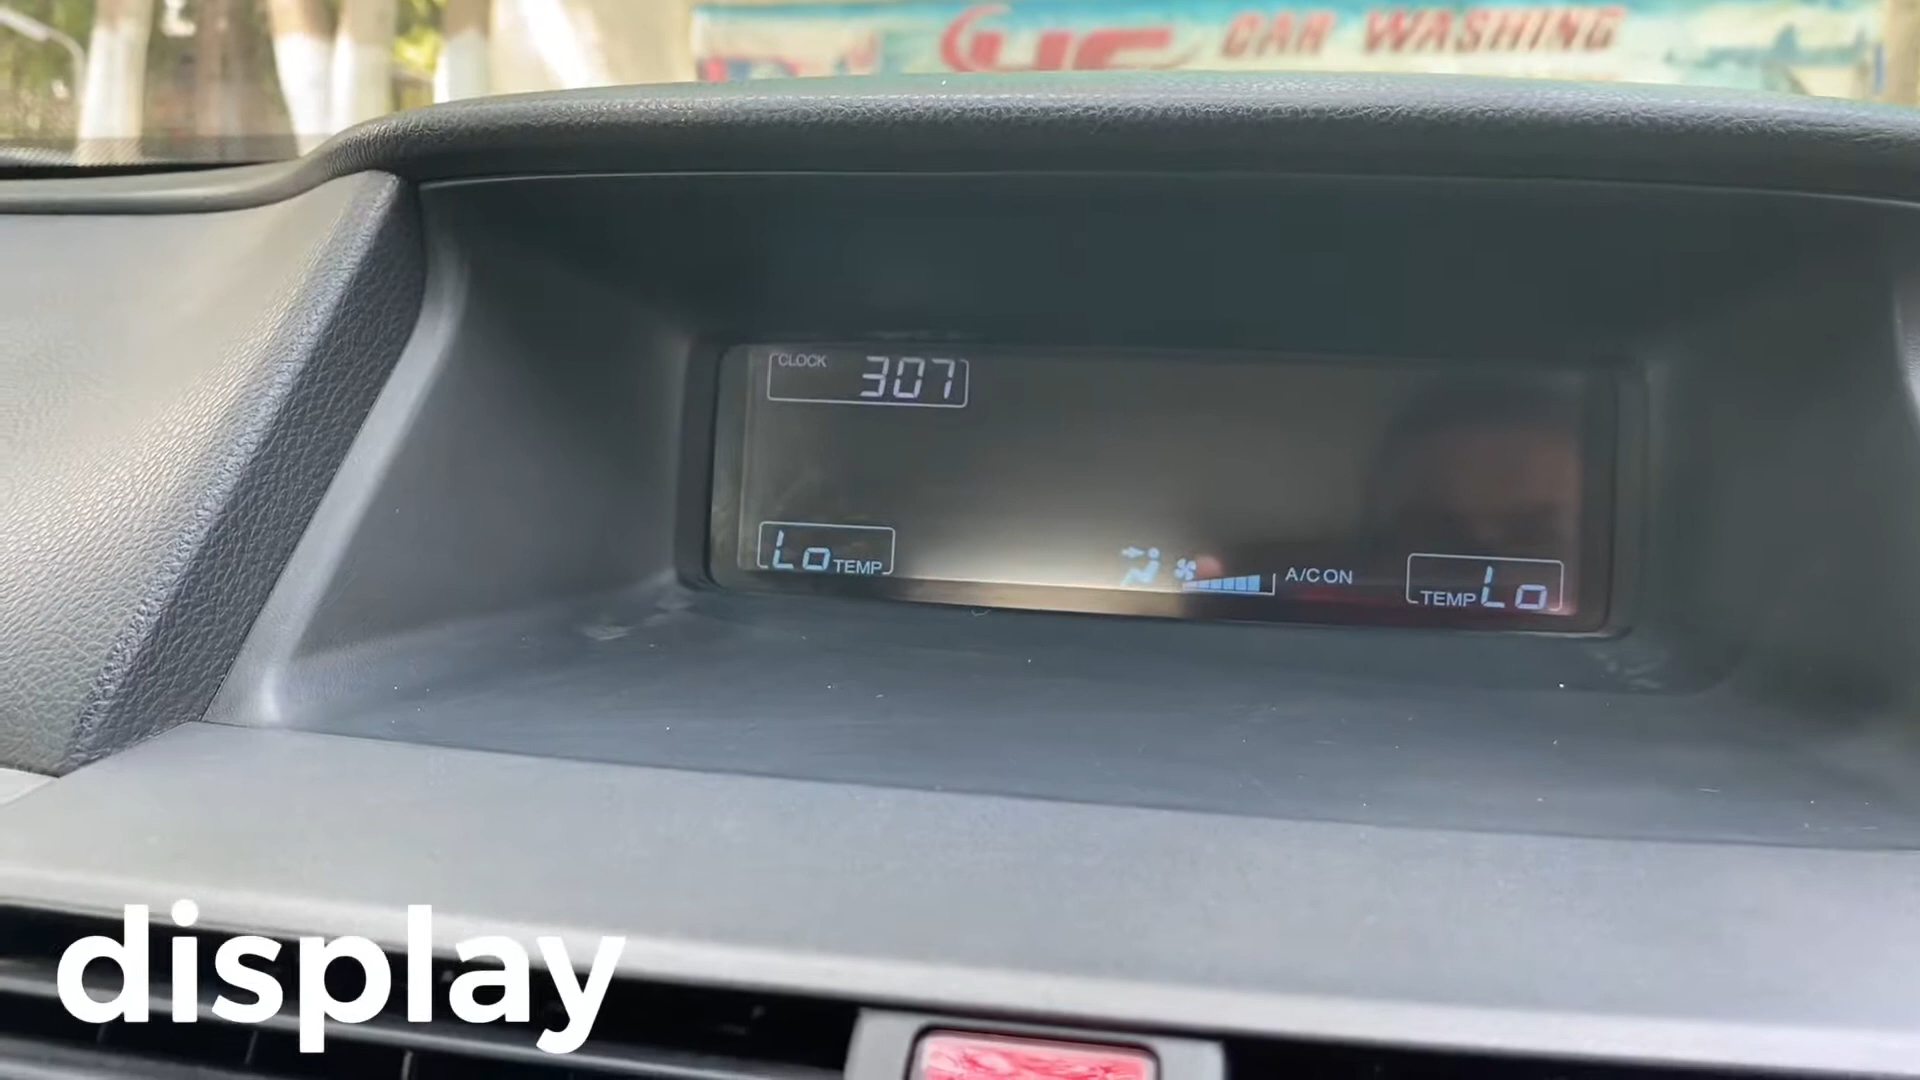 CAR WASHING
CLOCK 307
Lo TEMP
A/C ON
TEMP Lo
display